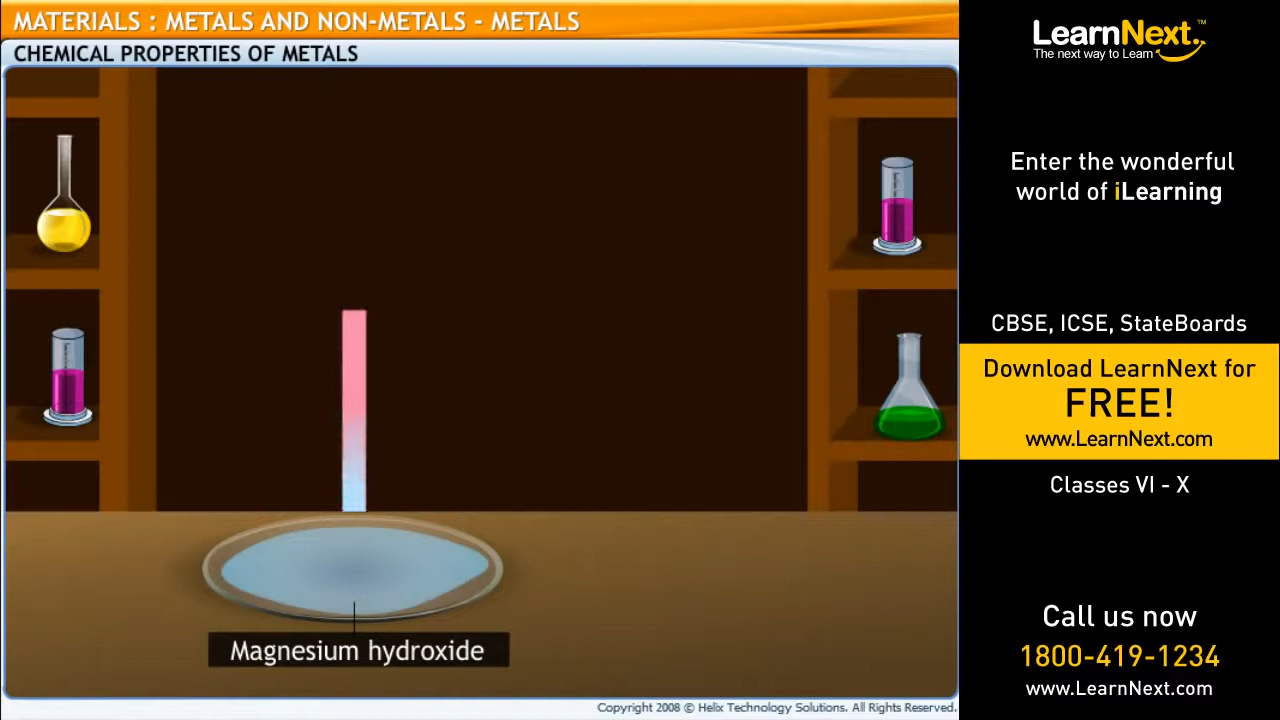 MATERIALS : METALS AND NON-METALS - METALS
CHEMICAL PROPERTIES OF METALS
Magnesium hydroxide
Copyright 2008 © Helix Technology Solutions. All Rights Reserved.
LearnNext.™
The next way to Learn
Enter the wonderful
world of iLearning
CBSE, ICSE, StateBoards
Download LearnNext for
FREE!
www.LearnNext.com
Classes VI - X
Call us now
1800-419-1234
www.LearnNext.com